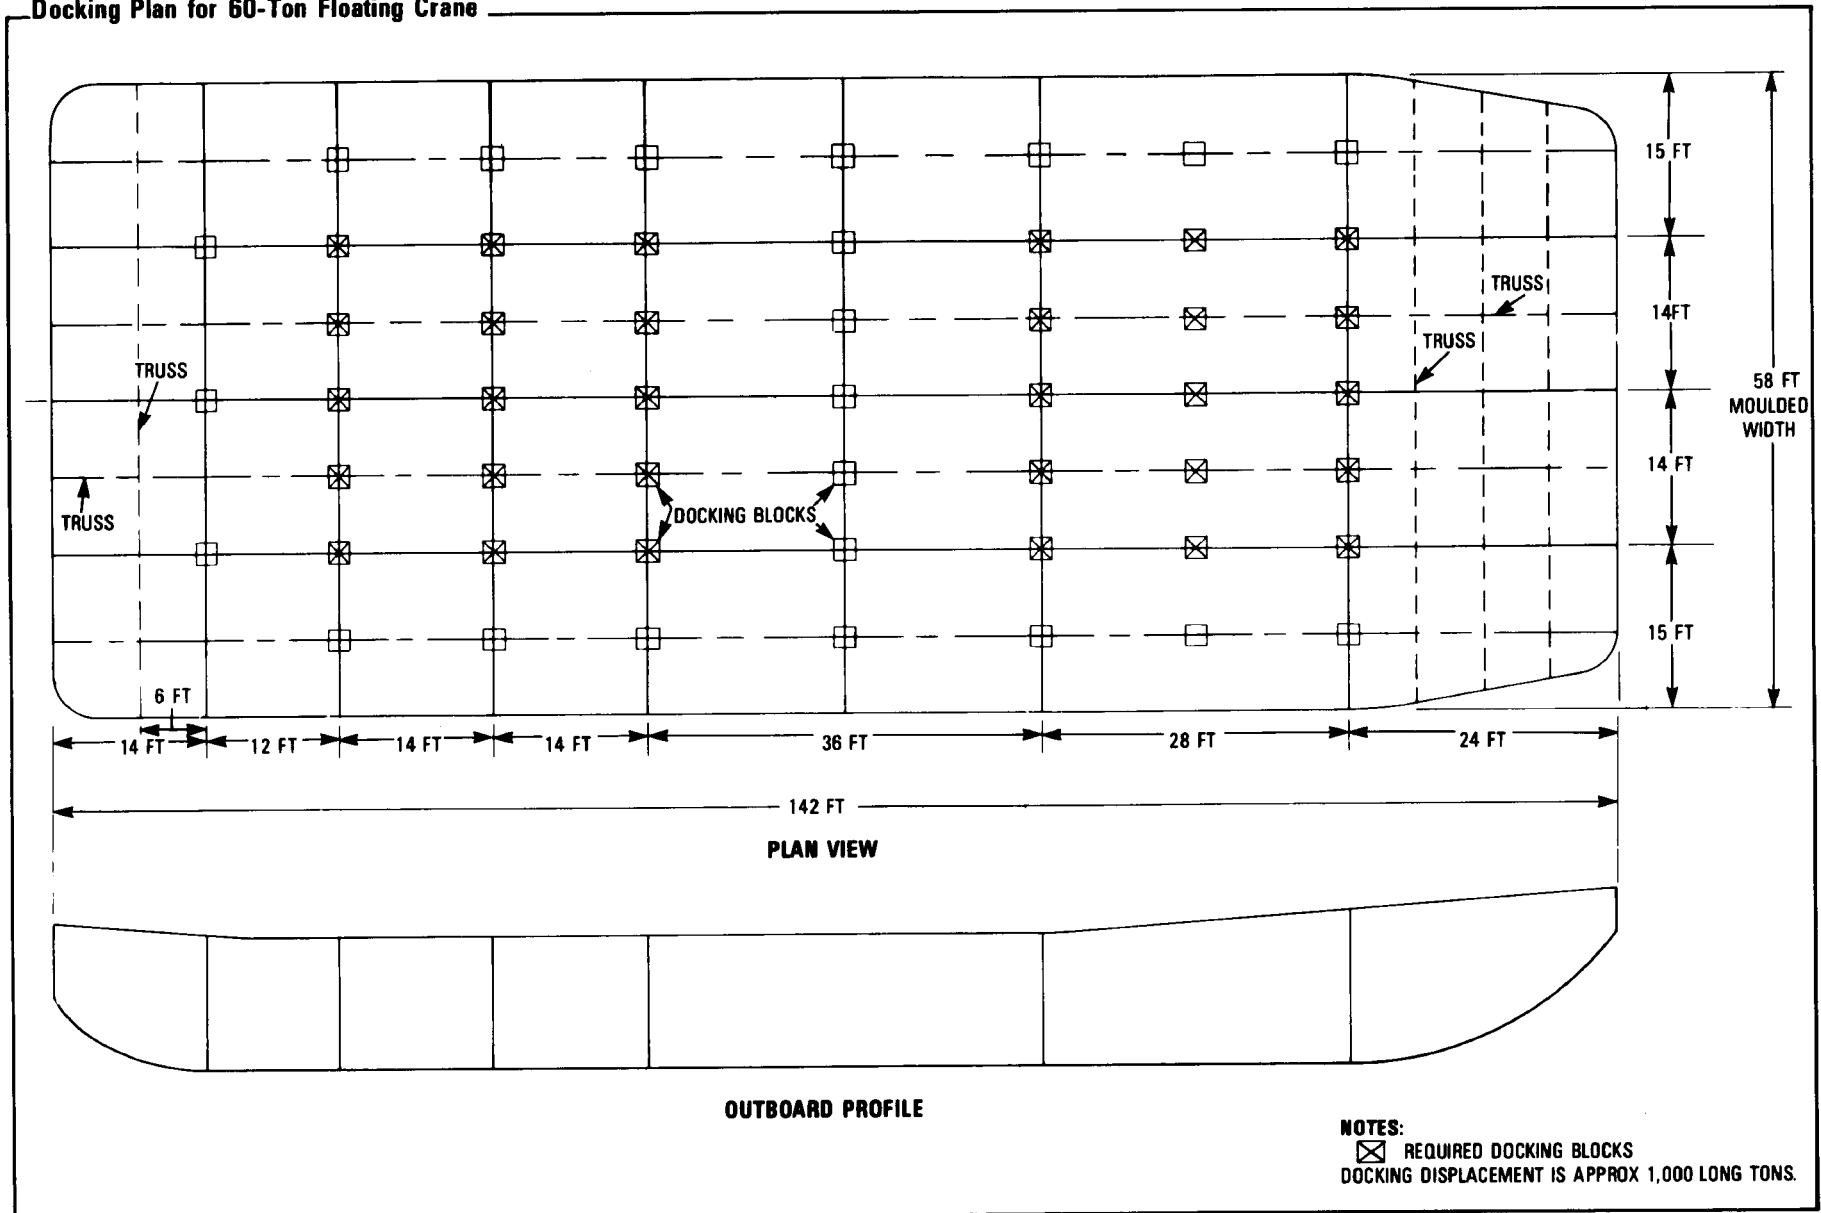 Docking Plan for 60-Ton Floating Crane
15 FT
TRUSS
14FT
TRUSS
TRUSS
58 FT
MOULDED
WIDTH
14 FT
DOCKING BLOCKS
TRUSS
15 FT
6 FT
14 FT
12 FT
14 FT
14 FT
36 FT
28 FT
24 FT
142 FT
PLAN VIEW
OUTBOARD PROFILE
NOTES:
REQUIRED DOCKING BLOCKS
DOCKING DISPLACEMENT IS APPROX 1,000 LONG TONS.